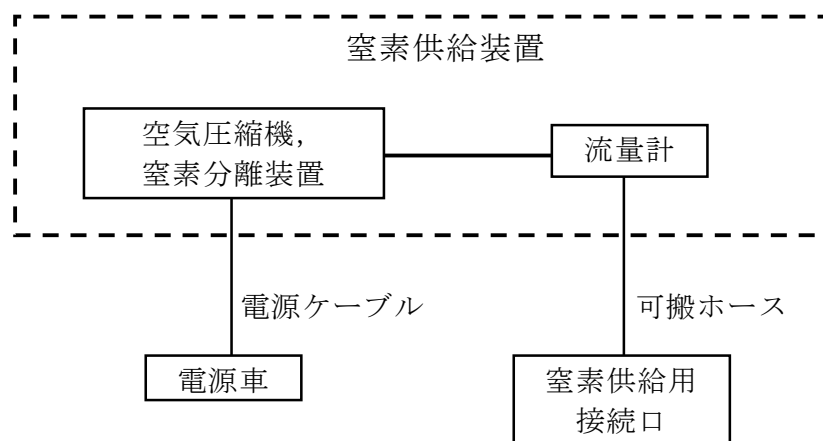 窒素供給装置
空気圧縮機，
窒素分離装置
流量計
電源ケーブル
可搬ホース
電源車
窒素供給用
接続口